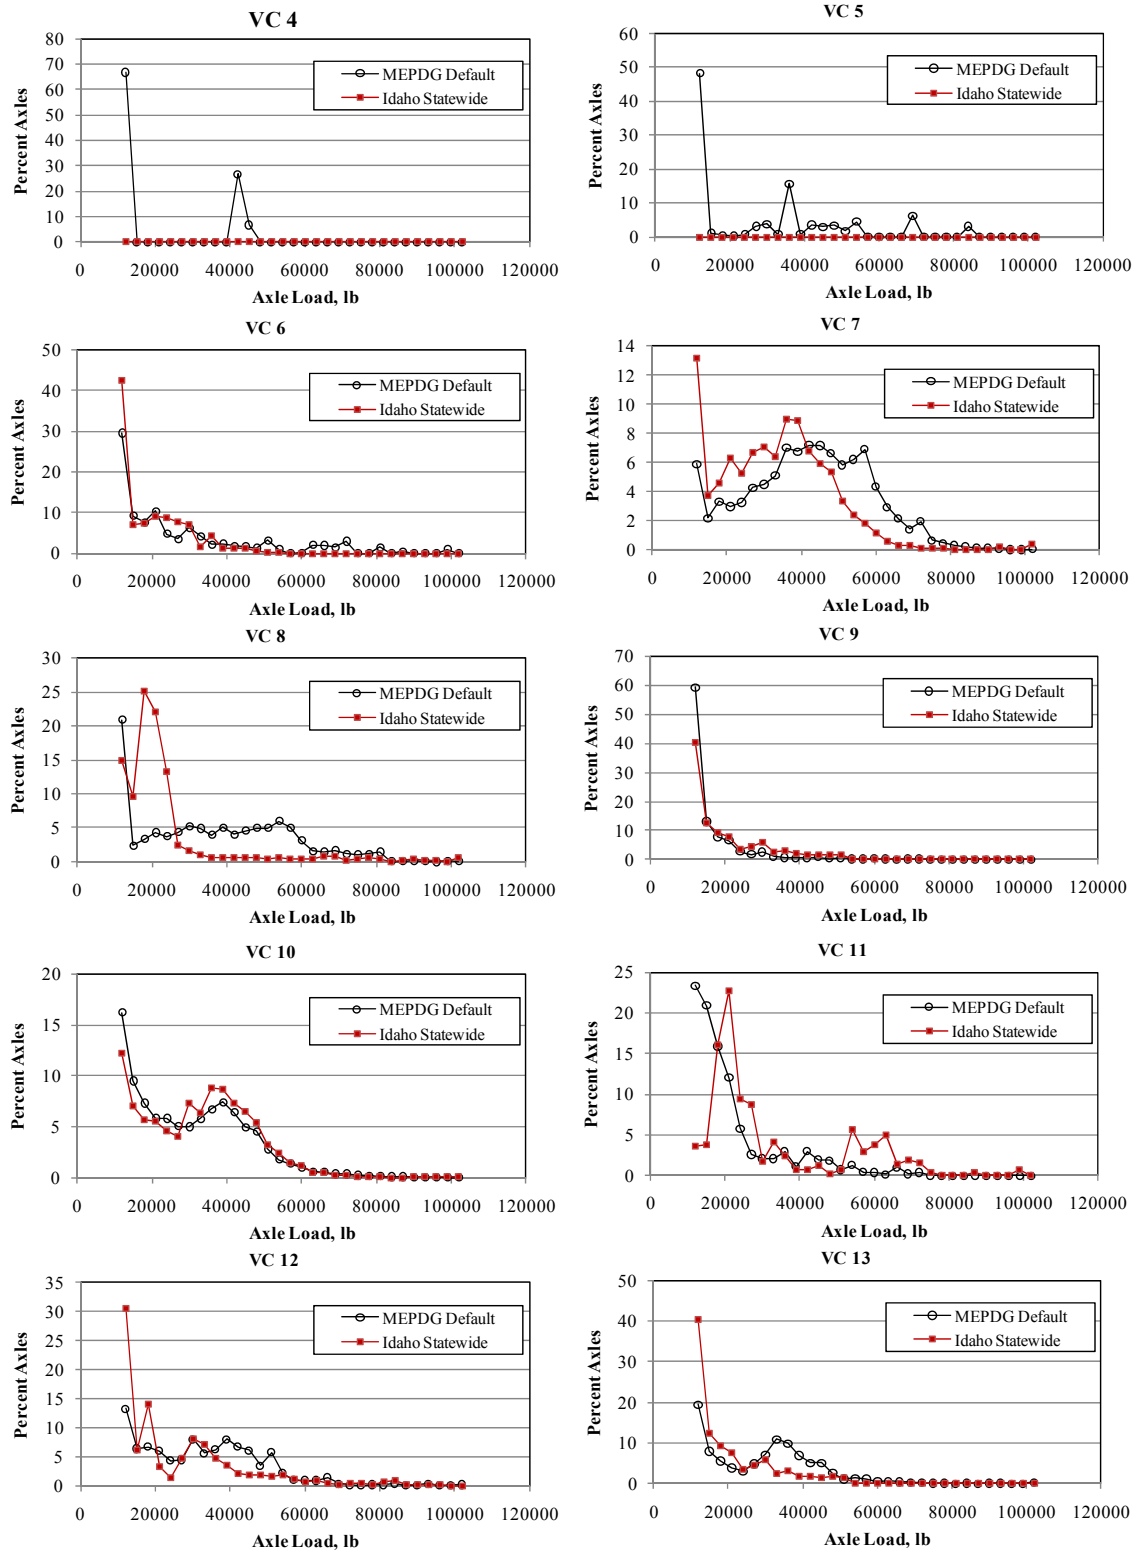 VC 4
80
70
60
50
40
30
20
10
0
Percent Axles
MEPDG Default
Idaho Statewide
0 20000 40000 60000 80000 100000 120000
Axle Load, lb
VC 5
60
50
40
30
20
10
0
Percent Axles
MEPDG Default
Idaho Statewide
0 20000 40000 60000 80000 100000 120000
Axle Load, lb
VC 6
50
40
30
20
10
0
Percent Axles
MEPDG Default
Idaho Statewide
0 20000 40000 60000 80000 100000 120000
Axle Load, lb
VC 7
14
12
10
8
6
4
2
0
Percent Axles
MEPDG Default
Idaho Statewide
0 20000 40000 60000 80000 100000 120000
Axle Load, lb
VC 8
30
25
20
15
10
5
0
Percent Axles
MEPDG Default
Idaho Statewide
0 20000 40000 60000 80000 100000 120000
Axle Load, lb
VC 9
70
60
50
40
30
20
10
0
Percent Axles
MEPDG Default
Idaho Statewide
0 20000 40000 60000 80000 100000 120000
Axle Load, lb
VC 10
20
15
10
5
0
Percent Axles
MEPDG Default
Idaho Statewide
0 20000 40000 60000 80000 100000 120000
Axle Load, lb
VC 11
25
20
15
10
5
0
Percent Axles
MEPDG Default
Idaho Statewide
0 20000 40000 60000 80000 100000 120000
Axle Load, lb
VC 12
35
30
25
20
15
10
5
0
Percent Axles
MEPDG Default
Idaho Statewide
0 20000 40000 60000 80000 100000 120000
Axle Load, lb
VC 13
50
40
30
20
10
0
Percent Axles
MEPDG Default
Idaho Statewide
0 20000 40000 60000 80000 100000 120000
Axle Load, lb